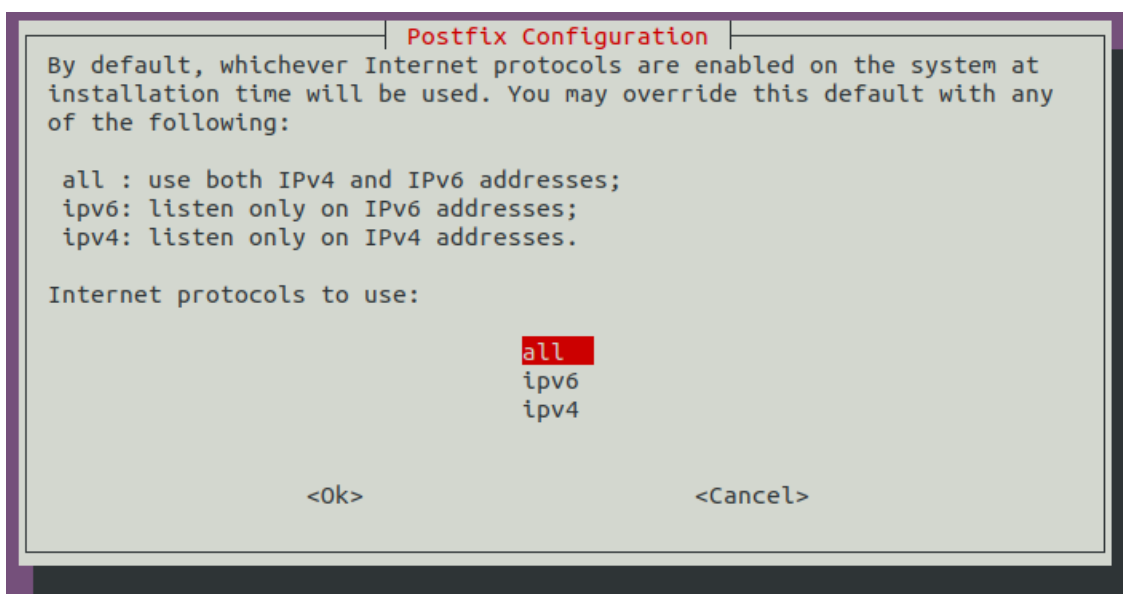 Postfix Configuration
By default, whichever Internet protocols are enabled on the system at
installation time will be used. You may override this default with any
of the following:
all : use both IPv4 and IPv6 addresses;
ipv6: listen only on IPv6 addresses;
ipv4: listen only on IPv4 addresses.
Internet protocols to use:
all
ipv6
ipv4
<Ok> <Cancel>